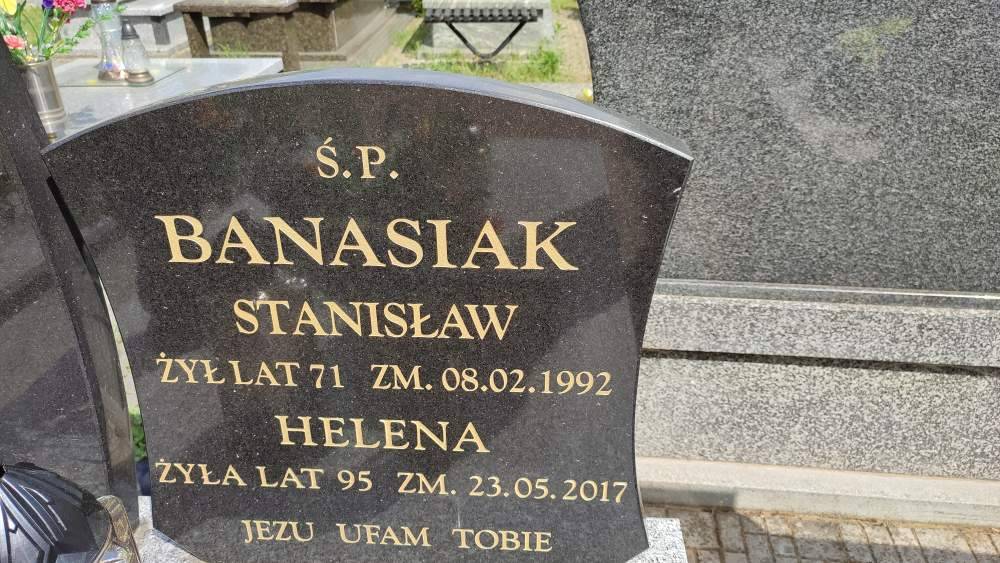 Ś.P.
BANASIAK
STANISŁAW
ŻYŁ LAT 71 ZM. 08.02.1992
HELENA
ŻYŁA LAT 95 ZM. 23.05.2017
JEZU UFAM TOBIE